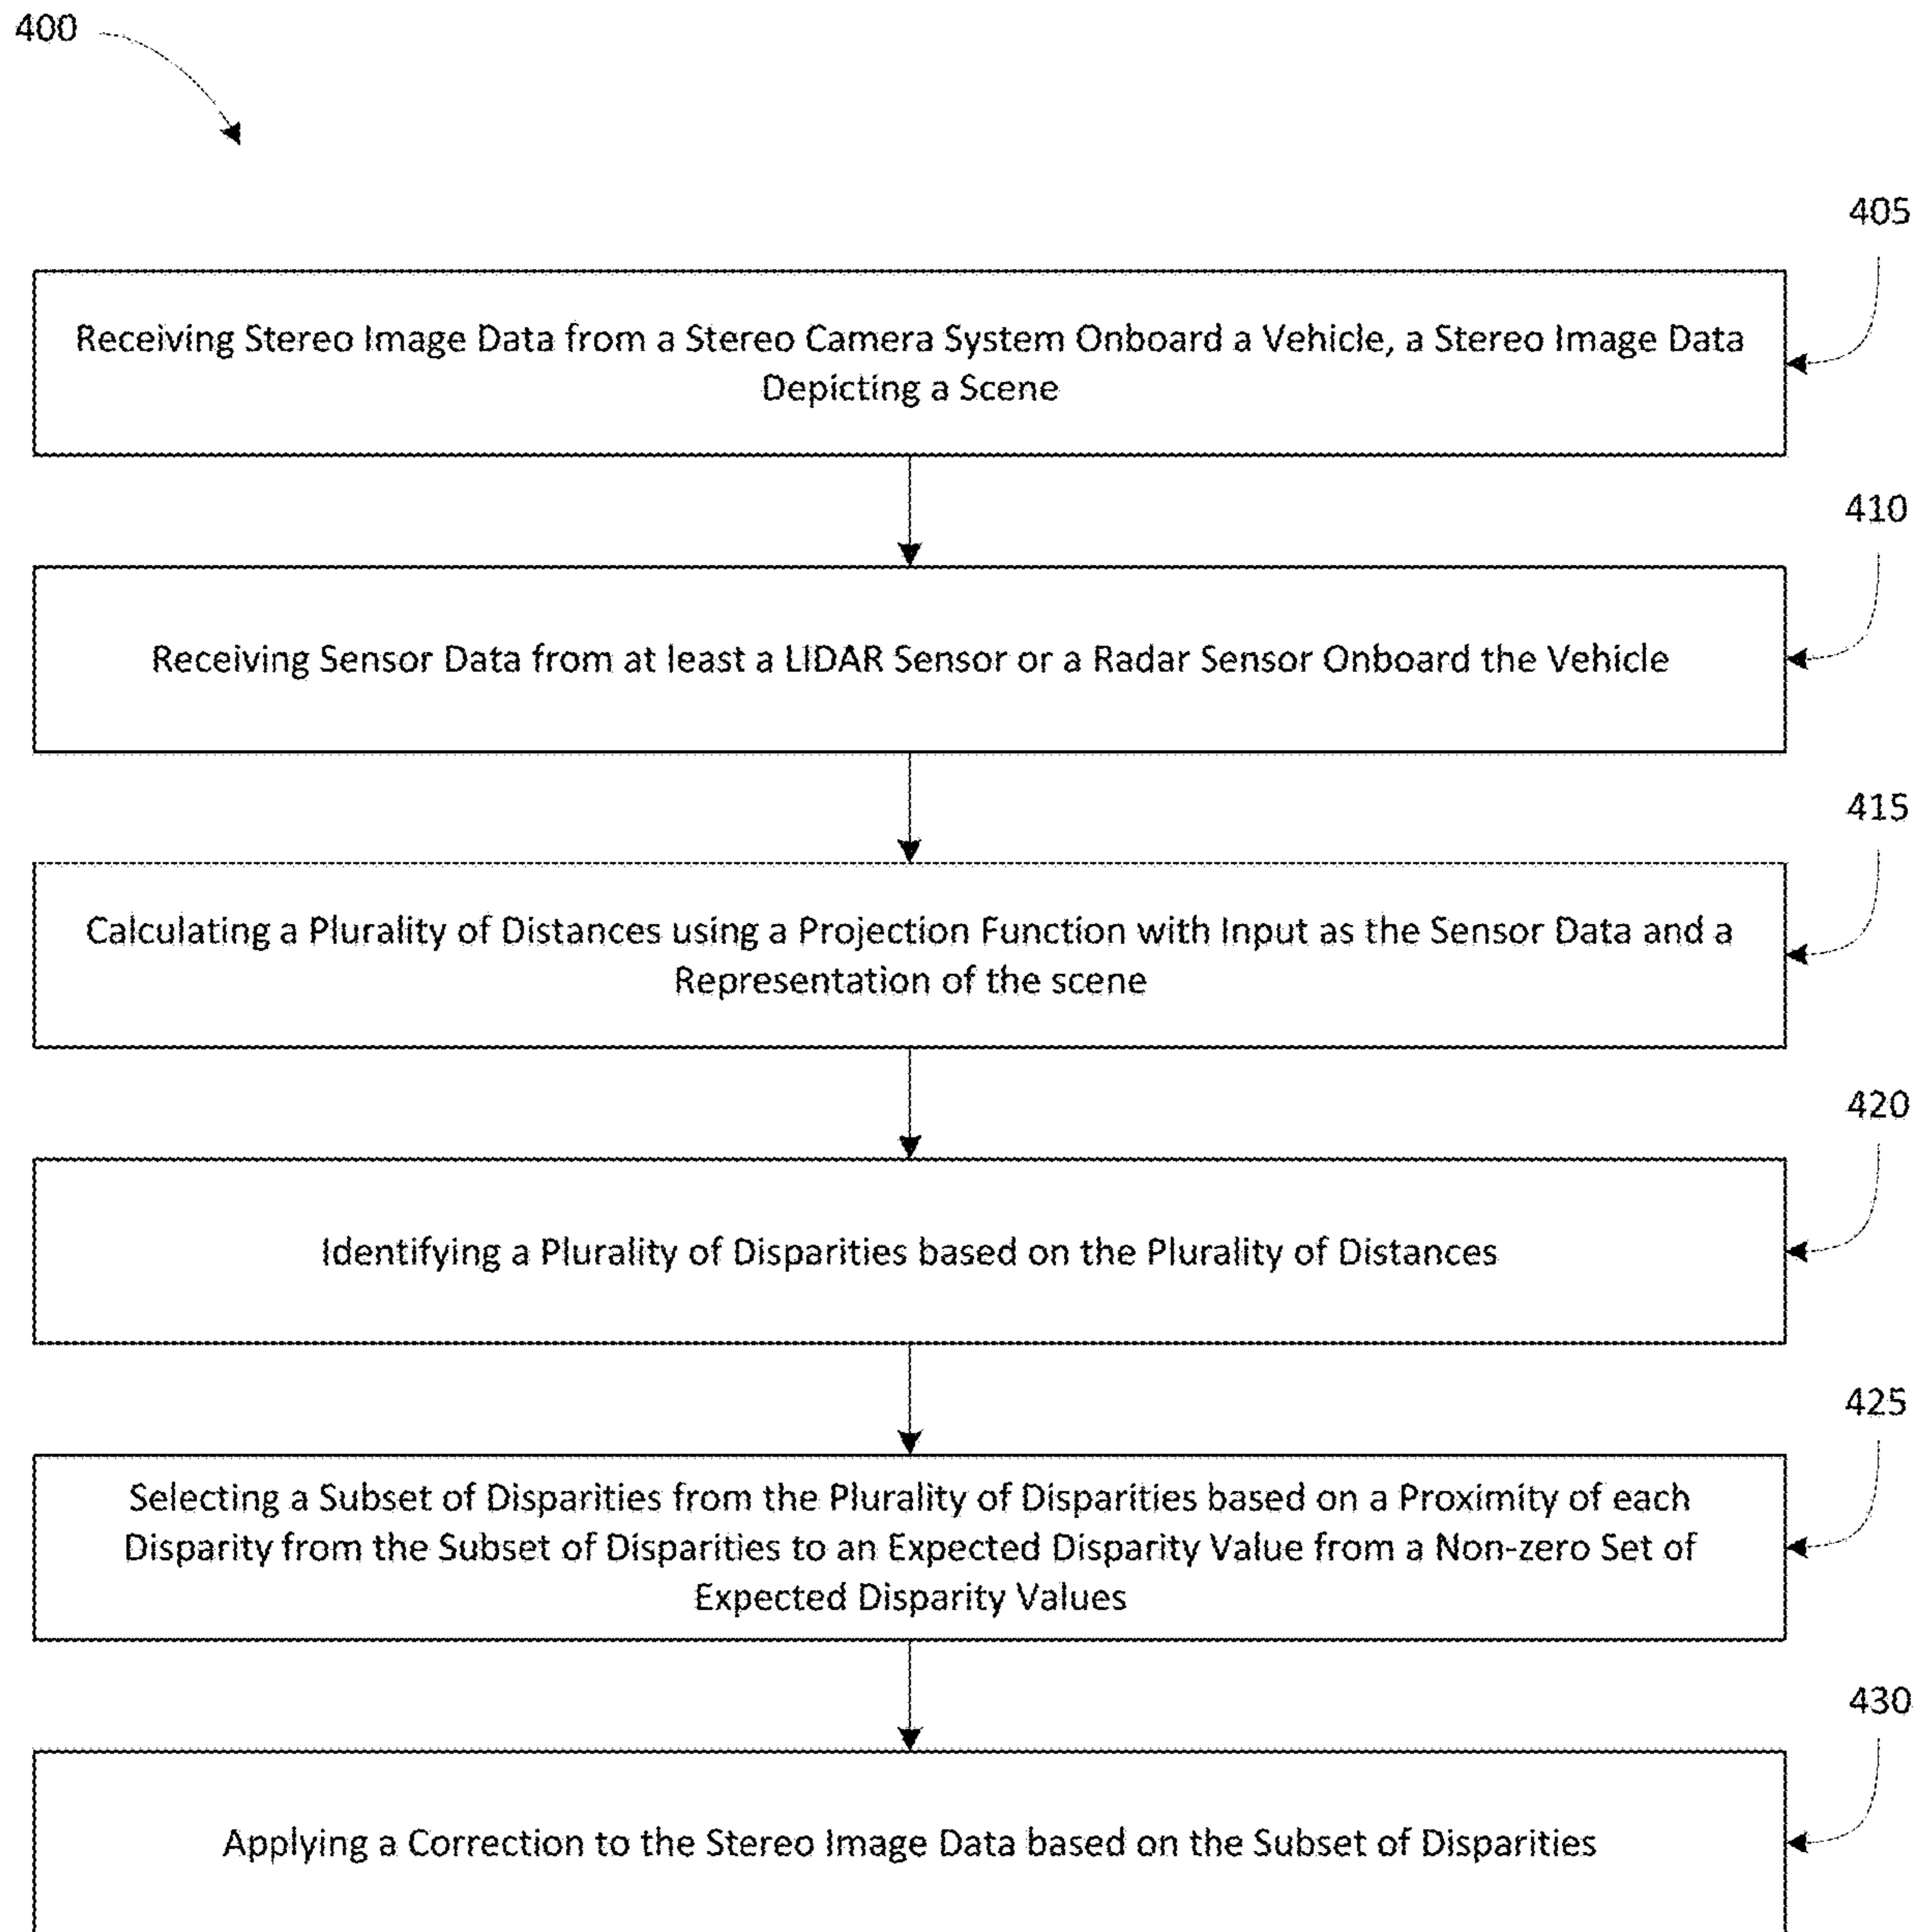 400
405
Receiving Stereo Image Data from a Stereo Camera System Onboard a Vehicle, a Stereo Image Data
Depicting a Scene
410
Receiving Sensor Data from at least a LIDAR Sensor or a Radar Sensor Onboard the Vehicle
415
Calculating a Plurality of Distances using a Projection Function with Input as the Sensor Data and a
Representation of the scene
420
Identifying a Plurality of Disparities based on the Plurality of Distances
425
Selecting a Subset of Disparities from the Plurality of Disparities based on a Proximity of each
Disparity from the Subset of Disparities to an Expected Disparity Value from a Non-zero Set of
Expected Disparity Values
430
Applying a Correction to the Stereo Image Data based on the Subset of Disparities